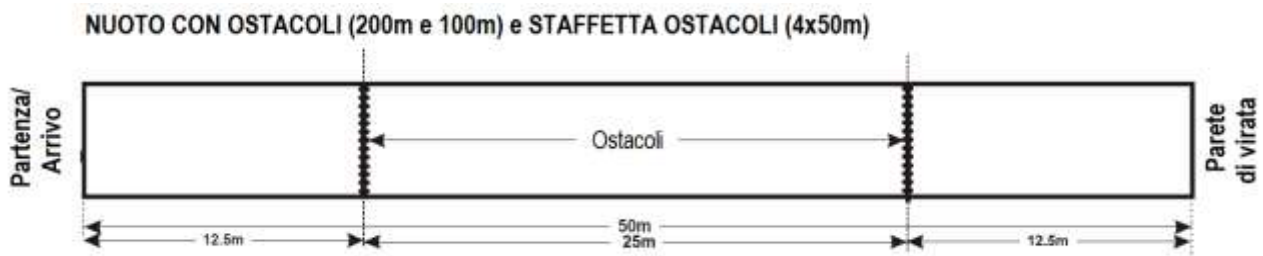 NUOTO CON OSTACOLI (200m e 100m) e STAFFETTA OSTACOLI (4x50m)
Partenza/
Arrivo
Ostacoli
Parete
di virata
50m
12.5m
25m
12.5m